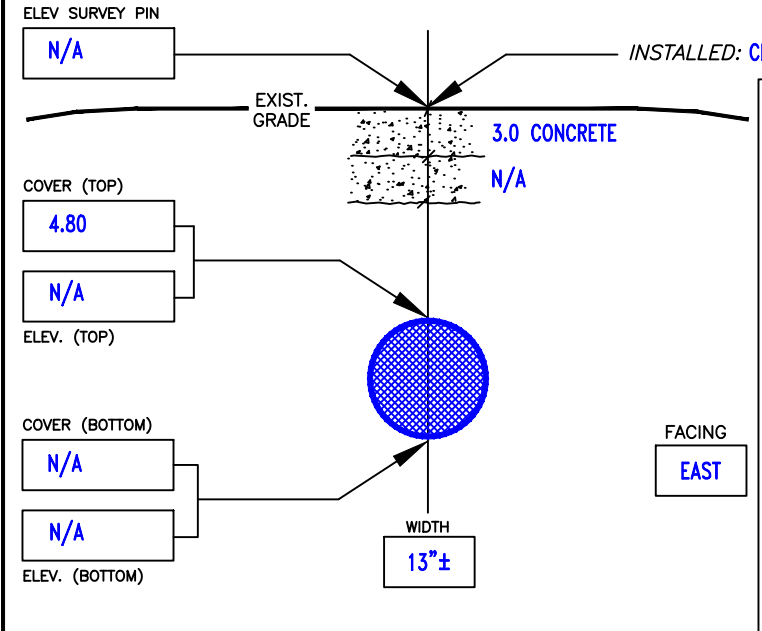 ELEV SURVEY PIN
N/A
INSTALLED:
EXIST.
GRADE
3.0 CONCRETE
N/A
COVER (TOP)
4.80
N/A
ELEV. (TOP)
COVER (BOTTOM)
N/A
N/A
ELEV. (BOTTOM)
FACING
EAST
WIDTH
13"±